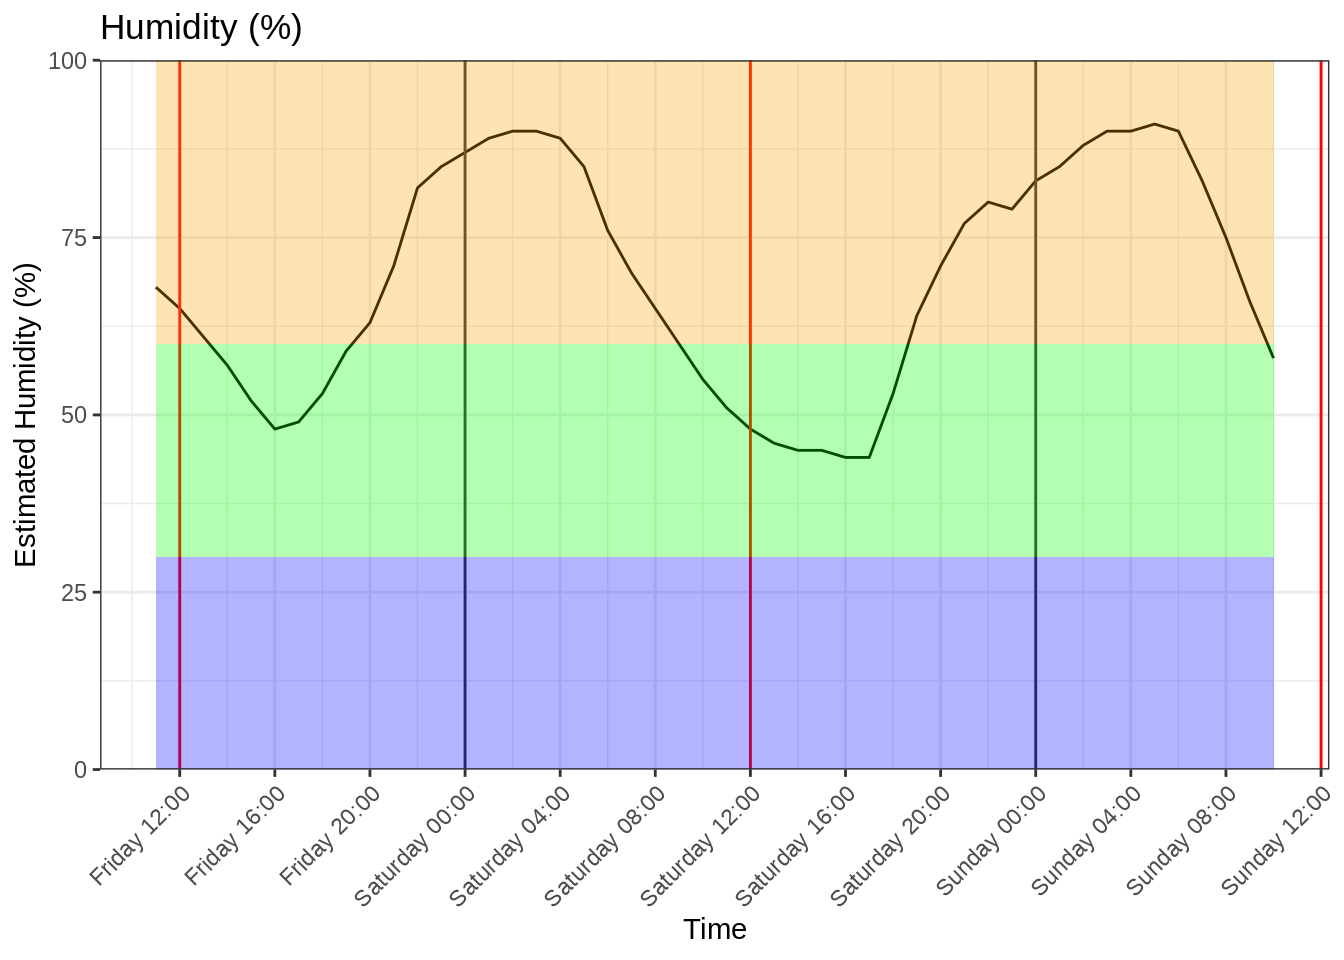 Humidity (%)
100
75
50
25
0
Estimated Humidity (%)
Friday 12:00
Friday 16:00
Friday 20:00
Saturday 00:00
Saturday 04:00
Saturday 08:00
Saturday 12:00
Saturday 16:00
Saturday 20:00
Sunday 00:00
Sunday 04:00
Sunday 08:00
Sunday 12:00
Time